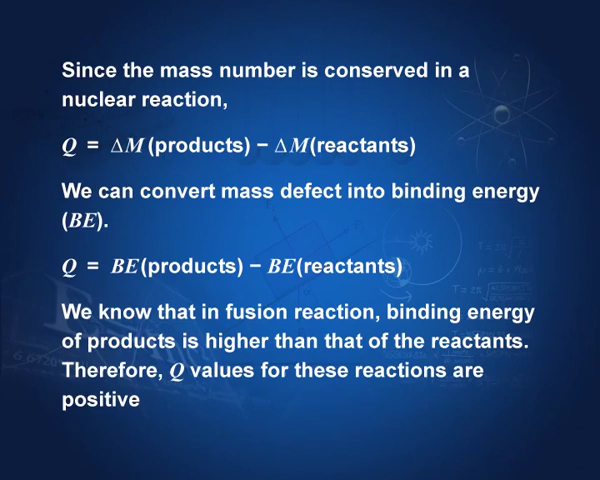 Since the mass number is conserved in a
nuclear reaction,
Q = ΔM (products) − ΔM(reactants)
We can convert mass defect into binding energy
(BE).
Q = BE(products) − BE(reactants)
We know that in fusion reaction, binding energy
of products is higher than that of the reactants.
Therefore, Q values for these reactions are
positive